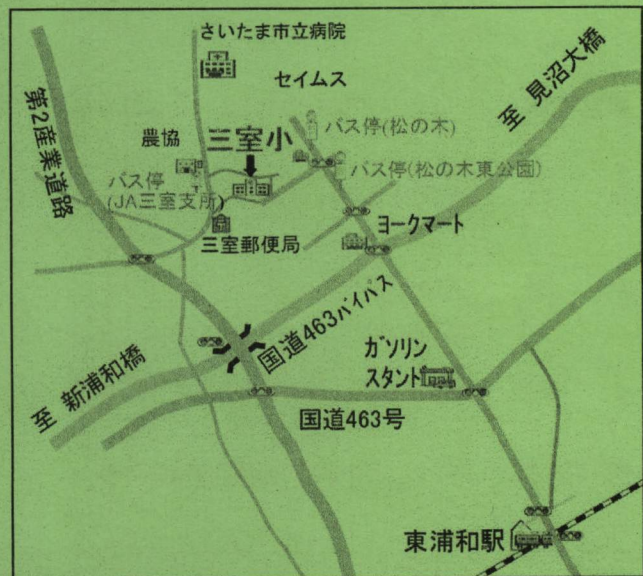 さいたま市立病院
セイムス
至 見沼大橋
第2産業道路
農協
三室小
バス停(松の木)
バス停
(JA三室支所)
バス停(松の木東公園)
三室郵便局
ヨークマート
国道463バイパス
ガソリン
スタント
至 新浦和橋
国道463号
東浦和駅